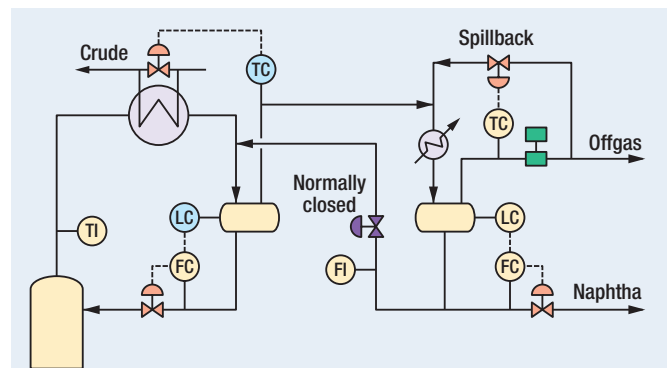 Crude
Spillback
TC
TC
Offgas
Normally
closed
LC
LC
TI
FC
FI
FC
Naphtha